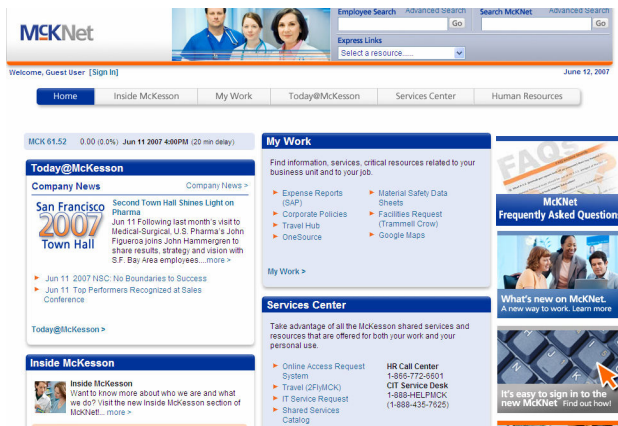 McKNet
Employee Search Advanced Search
Go
Search McKNet Advanced Search
Go
Express Links
Select a resource......
Welcome, Guest User [Sign In]
June 12, 2007
Home Inside McKesson My Work Today@McKesson Services Center Human Resources
MCK 61.52 0.00 (0.0%) Jun 11 2007 4:00PM (20 min delay)
Today@McKesson
Company News Company News >
San Francisco
2007
Town Hall
Second Town Hall Shines Light on
Pharma
Jun 11 Following last month's visit to
Medical-Surgical, U.S. Pharma's John
Figueroa joins John Hammergren to
share results, strategy and vision with
S.F. Bay Area employees....more >
Jun 11 2007 NSC: No Boundaries to Success
Jun 11 Top Performers Recognized at Sales
Conference
Today@McKesson >
Inside McKesson
Inside McKesson
Want to know more about who we are and what
we do? Visit the new Inside McKesson section of
McKNet!... more >
My Work
Find information, services, critical resources related to your
business unit and to your job.
Expense Reports
(SAP)
Corporate Policies
Travel Hub
OneSource
Material Safety Data
Sheets
Facilities Request
(Trammell Crow)
Google Maps
My Work >
Services Center
Take advantage of all the McKesson shared services and
resources that are offered for both your work and your
personal use.
Online Access Request
System
Travel (2FlyMCK)
IT Service Request
Shared Services
Catalog
HR Call Center
1-866-772-6601
CIT Service Desk
1-888-HELPMCK
(1-888-435-7625)
FAQs
McKNet
Frequently Asked Question
What's new on McKNet.
A new way to work. Learn more
It's easy to sign in to the
new McKNet Find out how!